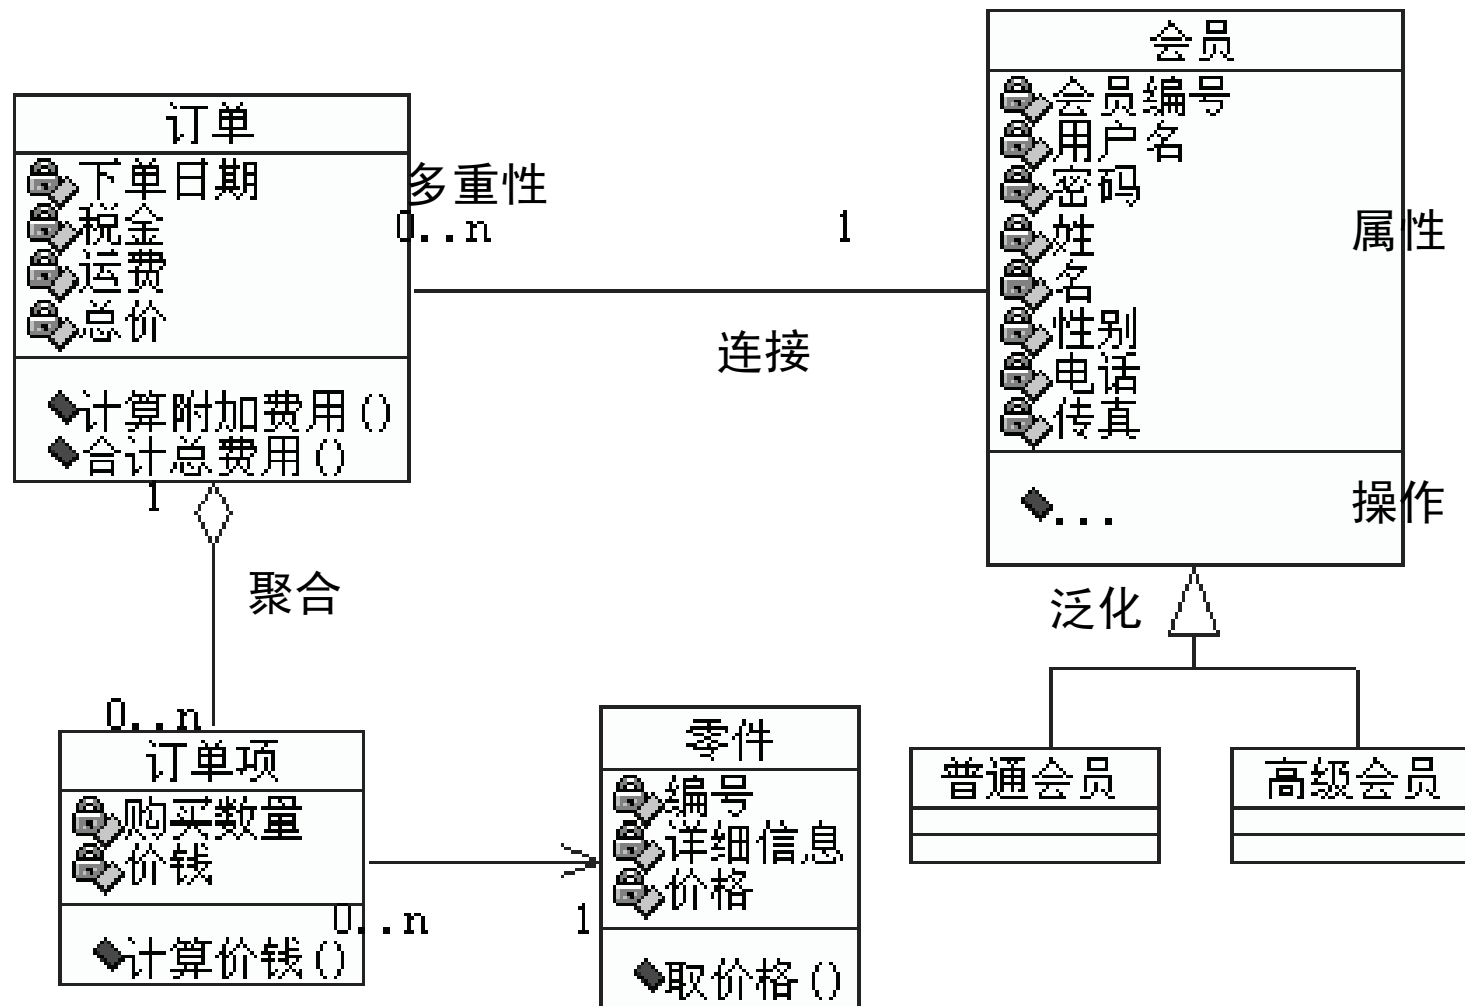 会员
会员编号
用户名
密码
姓
名
性别
电话
传真
属性
...
操作
订单
下单日期
税金
运费
总价
计算附加费用()
合计总费用()
多重性
0..n
1
连接
1
聚合
0..n
泛化
订单项
购买数量
价钱
计算价钱()
0..n
1
零件
编号
详细信息
价格
取价格()
普通会员
高级会员